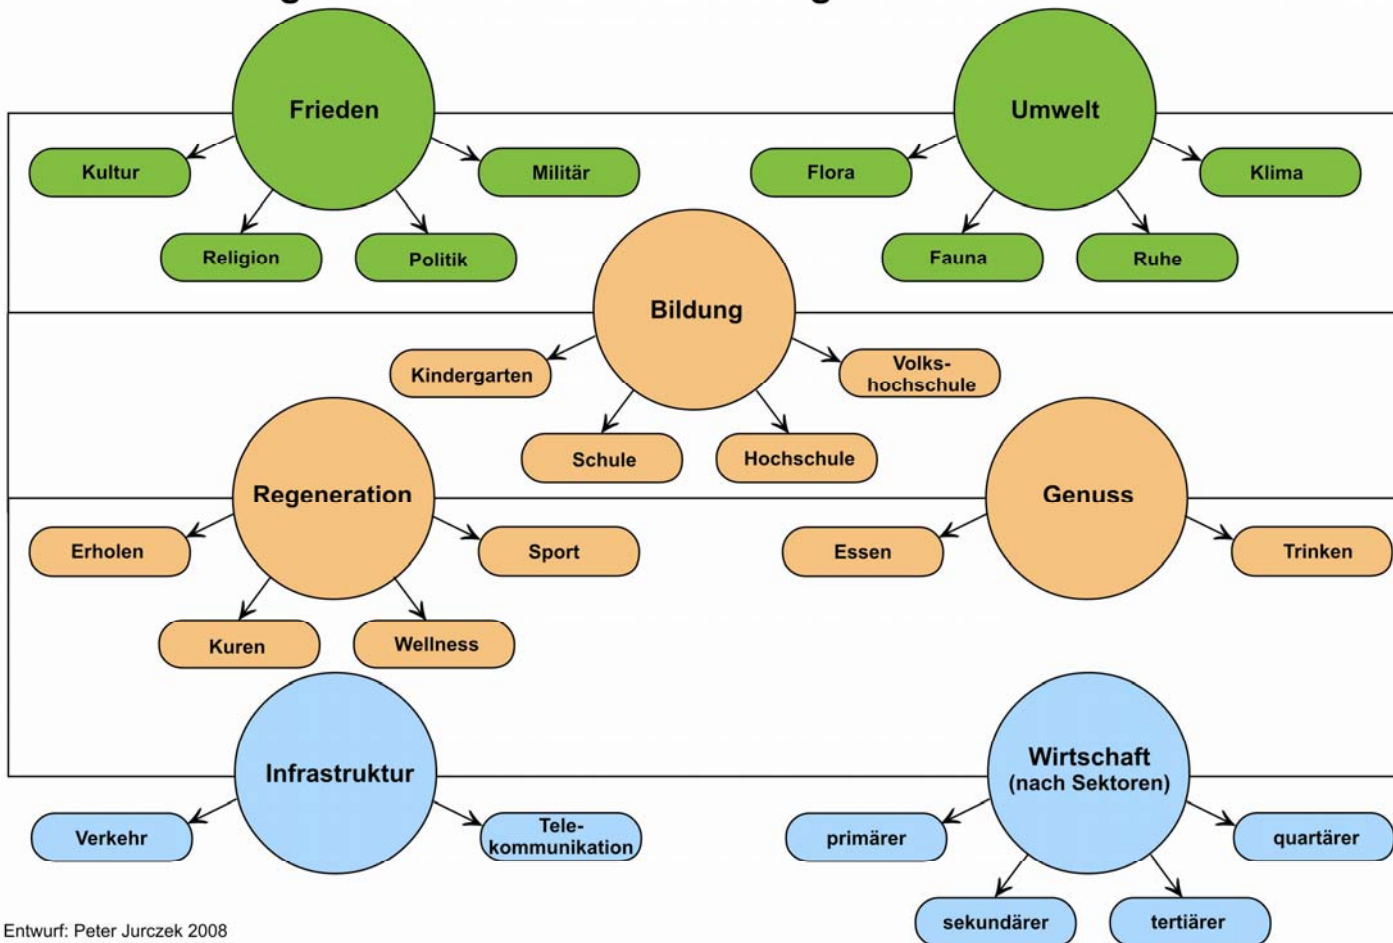 Frieden
Umwelt
Kultur
Militär
Flora
Klima
Religion
Politik
Fauna
Ruhe
Bildung
Kindergarten
Volks-
hochschule
Schule
Hochschule
Regeneration
Genuss
Erholen
Sport
Essen
Trinken
Kuren
Wellness
Infrastruktur
Wirtschaft
(nach Sektoren)
Verkehr
Tele-
kommunikation
primärer
quartärer
sekundärer
tertiärer
Entwurf: Peter Jurczek 2008